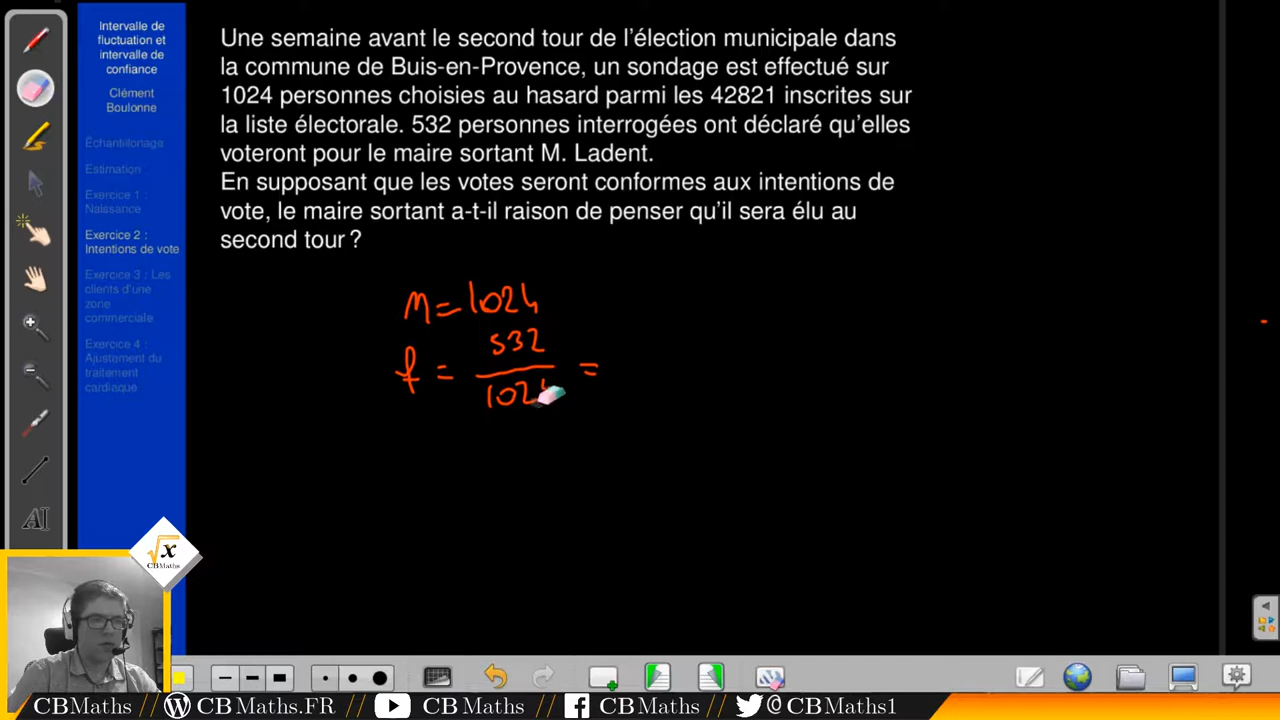 Intervalle de
fluctuation et
intervalle de
confiance
Clément
Boulonne
Échantillonage
Estimation
Exercice 1 :
Naissance
Exercice 2 :
Intentions de vote
Exercice 3 : Les
clients d'une
zone
commerciale
Exercice 4 :
Ajustement du
traitement
cardiaque
Une semaine avant le second tour de l'élection municipale dans
la commune de Buis-en-Provence, un sondage est effectué sur
1024 personnes choisies au hasard parmi les 42821 inscrites sur
la liste électorale. 532 personnes interrogées ont déclaré qu'elles
voteront pour le maire sortant M. Ladent.
En supposant que les votes seront conformes aux intentions de
vote, le maire sortant a-t-il raison de penser qu'il sera élu au
second tour ?
n = 1024
f = 532 / 1024 =
AI
√x
CBMaths
CBMaths
CBMaths.FR
CBMaths
CBMaths
@CBMaths1